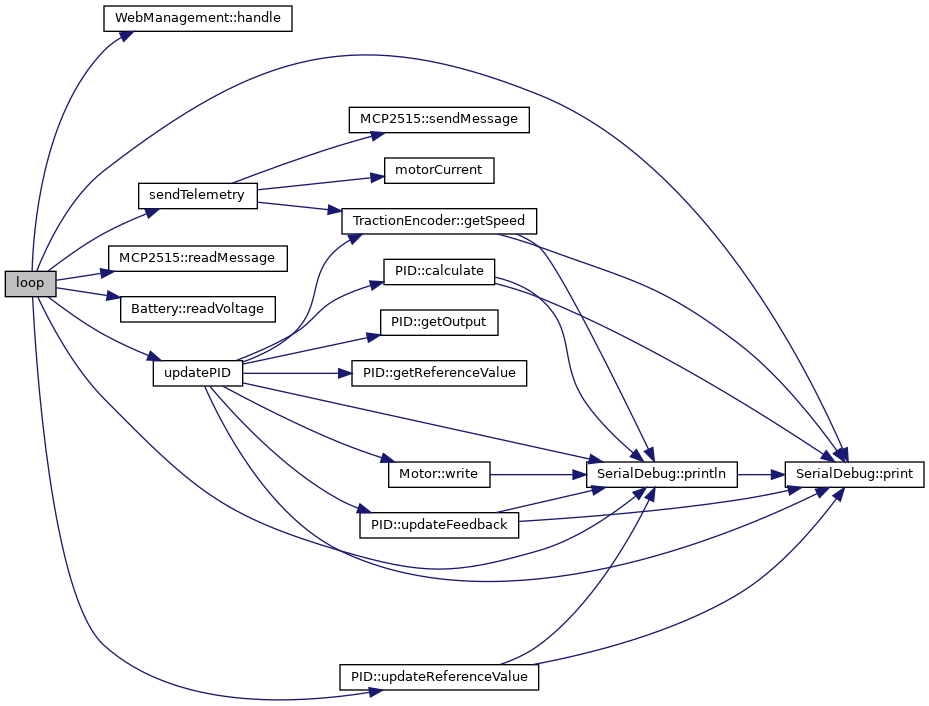 WebManagement::handle
MCP2515::sendMessage
motorCurrent
sendTelemetry
TractionEncoder::getSpeed
MCP2515::readMessage
PID::calculate
loop
Battery::readVoltage
PID::getOutput
updatePID
PID::getReferenceValue
Motor::write
SerialDebug::println
SerialDebug::print
PID::updateFeedback
PID::updateReferenceValue